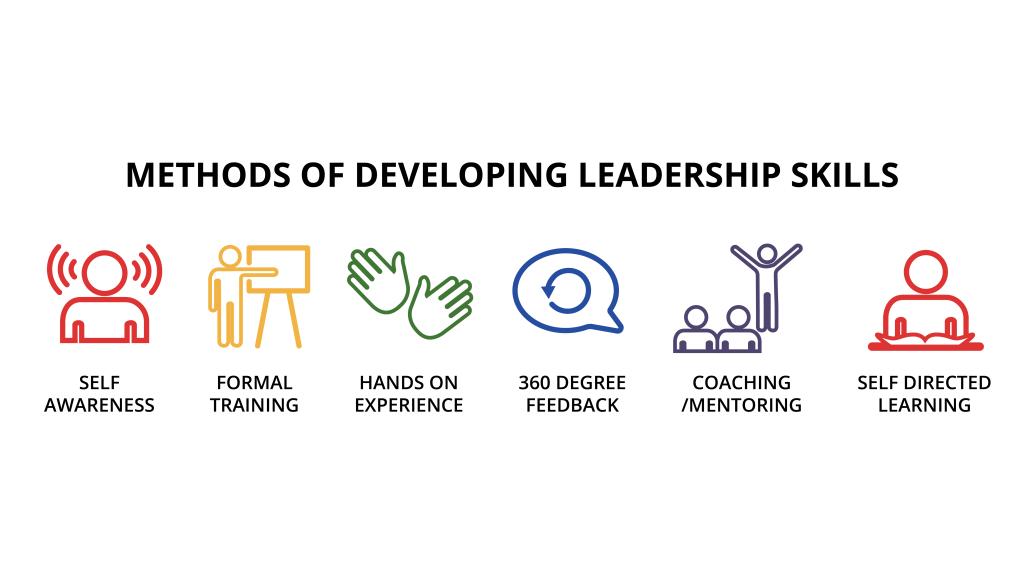 METHODS OF DEVELOPING LEADERSHIP SKILLS
SELF
AWARENESS
FORMAL
TRAINING
HANDS ON
EXPERIENCE
360 DEGREE
FEEDBACK
COACHING
/MENTORING
SELF DIRECTED
LEARNING